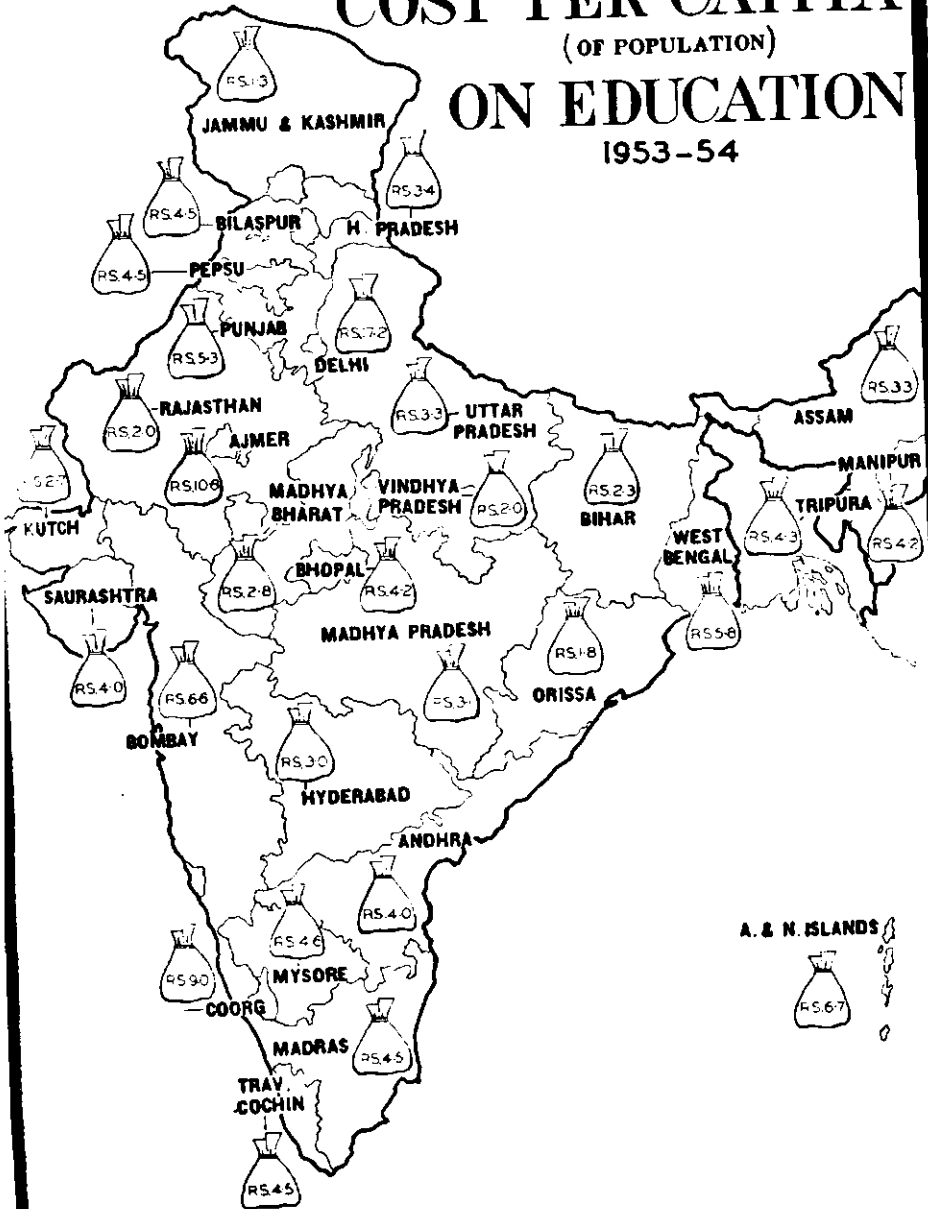 COST PER CAPITA
(OF POPULATION)
ON EDUCATION
1953-54
RS.1·3
JAMMU & KASHMIR
RS.3·4
H. PRADESH
RS.4·5
BILASPUR
RS.4·5
PEPSU
RS.5·3
PUNJAB
DELHI
RS.3·3
ASSAM
RS.2·0
RAJASTHAN
RS.3·3
UTTAR
PRADESH
AJMER
KUTCH
MADHYA
BHARAT
VINDHYA
PRADESH
RS.2·0
RS.2·3
BIHAR
MANIPUR
RS.4·2
TRIPURA
RS.4·3
WEST
BENGAL
RS.5·8
RS.2·8
BHOPAL
RS.4·2
SAURASHTRA
RS.4·0
MADHYA PRADESH
RS.1·8
ORISSA
RS.6·6
BOMBAY
RS.3·0
HYDERABAD
ANDHRA
RS.4·0
RS.4·6
MYSORE
RS.9·0
COORG
A. & N. ISLANDS
RS.6·7
MADRAS
RS.4·5
TRAV.
COCHIN
RS.4·5